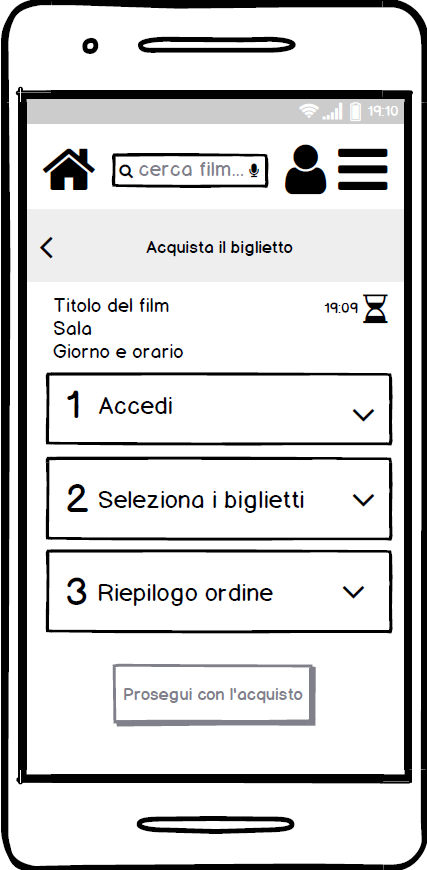 19:10
cerca film...
Acquista il biglietto
Titolo del film
19:09
Sala
Giorno e orario
1 Accedi
2 Seleziona i biglietti
3 Riepilogo ordine
Prosegui con l'acquisto